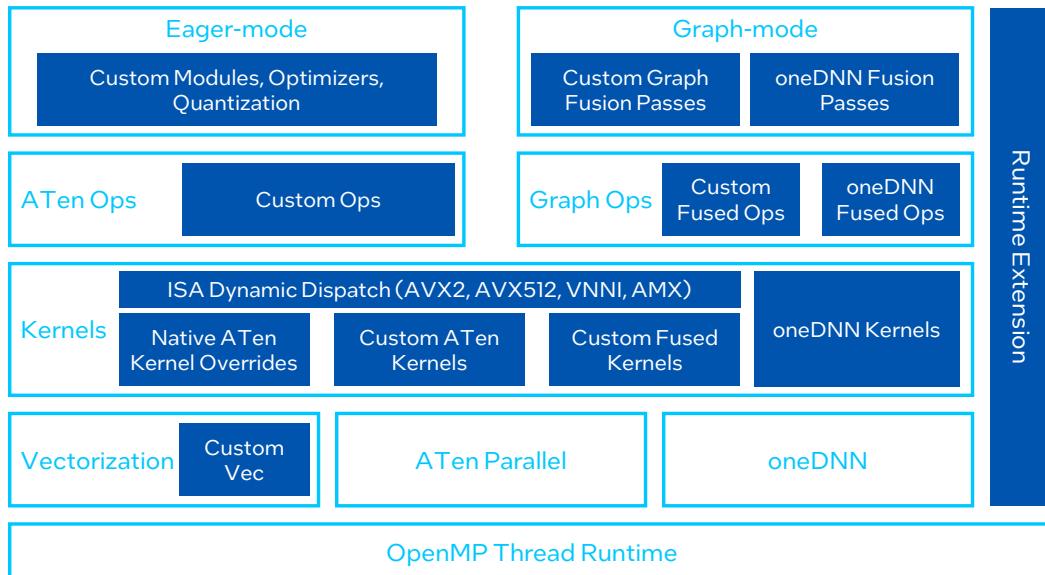 Eager-mode
Custom Modules, Optimizers,
Quantization
Graph-mode
Custom Graph
Fusion Passes
oneDNN Fusion
Passes
ATen Ops
Custom Ops
Graph Ops
Custom
Fused Ops
oneDNN
Fused Ops
Kernels
ISA Dynamic Dispatch (AVX2, AVX512, VNNI, AMX)
Native ATen
Kernel Overrides
Custom ATen
Kernels
Custom Fused
Kernels
oneDNN Kernels
Vectorization
Custom
Vec
ATen Parallel
oneDNN
Runtime Extension
OpenMP Thread Runtime